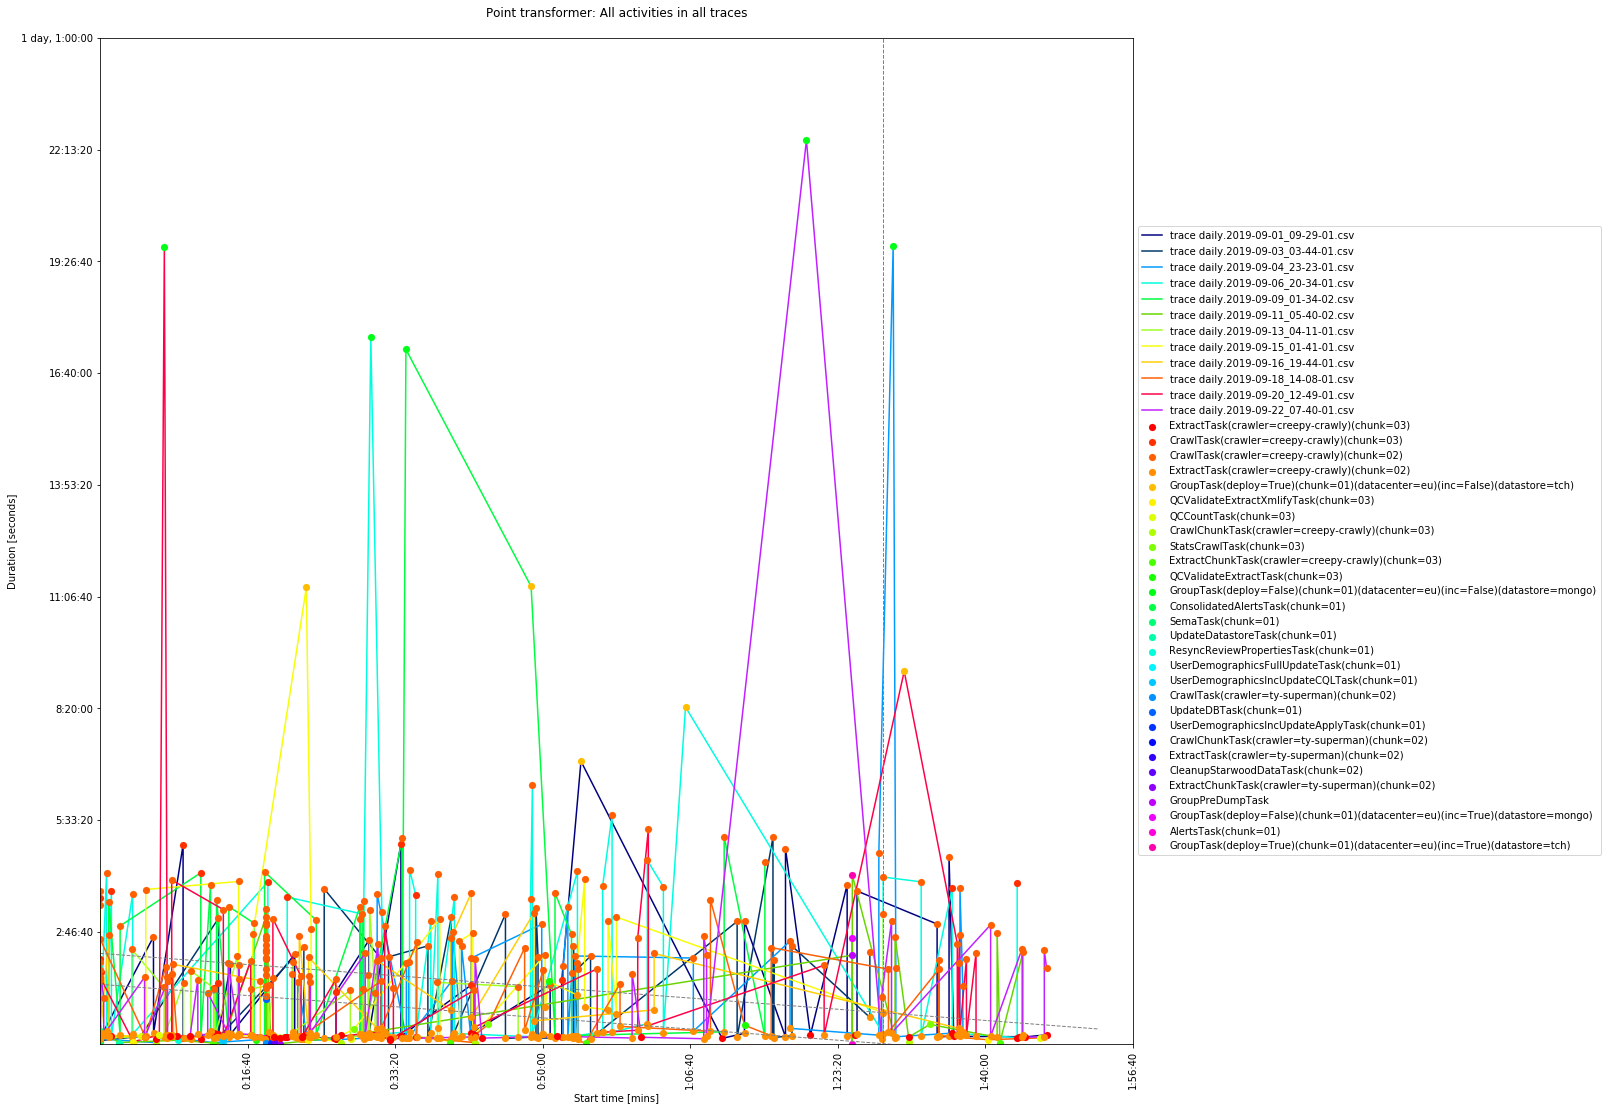 Point transformer: All activities in all traces
1 day, 1:00:00
22:13:20
19:26:40
16:40:00
13:53:20
11:06:40
8:20:00
5:33:20
2:46:40
Duration [seconds]
0:16:40
0:33:20
0:50:00
1:06:40
1:23:20
1:40:00
1:56:40
Start time [mins]
trace daily.2019-09-01_09-29-01.csv
trace daily.2019-09-03_03-44-01.csv
trace daily.2019-09-04_23-23-01.csv
trace daily.2019-09-06_20-34-01.csv
trace daily.2019-09-09_01-34-02.csv
trace daily.2019-09-11_05-40-02.csv
trace daily.2019-09-13_04-11-01.csv
trace daily.2019-09-15_01-41-01.csv
trace daily.2019-09-16_19-44-01.csv
trace daily.2019-09-18_14-08-01.csv
trace daily.2019-09-20_12-49-01.csv
trace daily.2019-09-22_07-40-01.csv
ExtractTask(crawler=creepy-crawly)(chunk=03)
CrawlTask(crawler=creepy-crawly)(chunk=03)
CrawlTask(crawler=creepy-crawly)(chunk=02)
ExtractTask(crawler=creepy-crawly)(chunk=02)
GroupTask(deploy=True)(chunk=01)(datacenter=eu)(inc=False)(datastore=tch)
QCValidateExtractXmlifyTask(chunk=03)
QCCountTask(chunk=03)
CrawlChunkTask(crawler=creepy-crawly)(chunk=03)
StatsCrawlTask(chunk=03)
ExtractChunkTask(crawler=creepy-crawly)(chunk=03)
QCValidateExtractTask(chunk=03)
GroupTask(deploy=False)(chunk=01)(datacenter=eu)(inc=False)(datastore=mongo)
ConsolidatedAlertsTask(chunk=01)
SemaTask(chunk=01)
UpdateDatastoreTask(chunk=01)
ResyncReviewPropertiesTask(chunk=01)
UserDemographicsFullUpdateTask(chunk=01)
UserDemographicsIncUpdateCQLTask(chunk=01)
CrawlTask(crawler=ty-superman)(chunk=02)
UpdateDBTask(chunk=01)
UserDemographicsIncUpdateApplyTask(chunk=01)
CrawlChunkTask(crawler=ty-superman)(chunk=02)
ExtractTask(crawler=ty-superman)(chunk=02)
CleanupStarwoodDataTask(chunk=02)
ExtractChunkTask(crawler=ty-superman)(chunk=02)
GroupPreDumpTask
GroupTask(deploy=False)(chunk=01)(datacenter=eu)(inc=True)(datastore=mongo)
AlertsTask(chunk=01)
GroupTask(deploy=True)(chunk=01)(datacenter=eu)(inc=True)(datastore=tch)